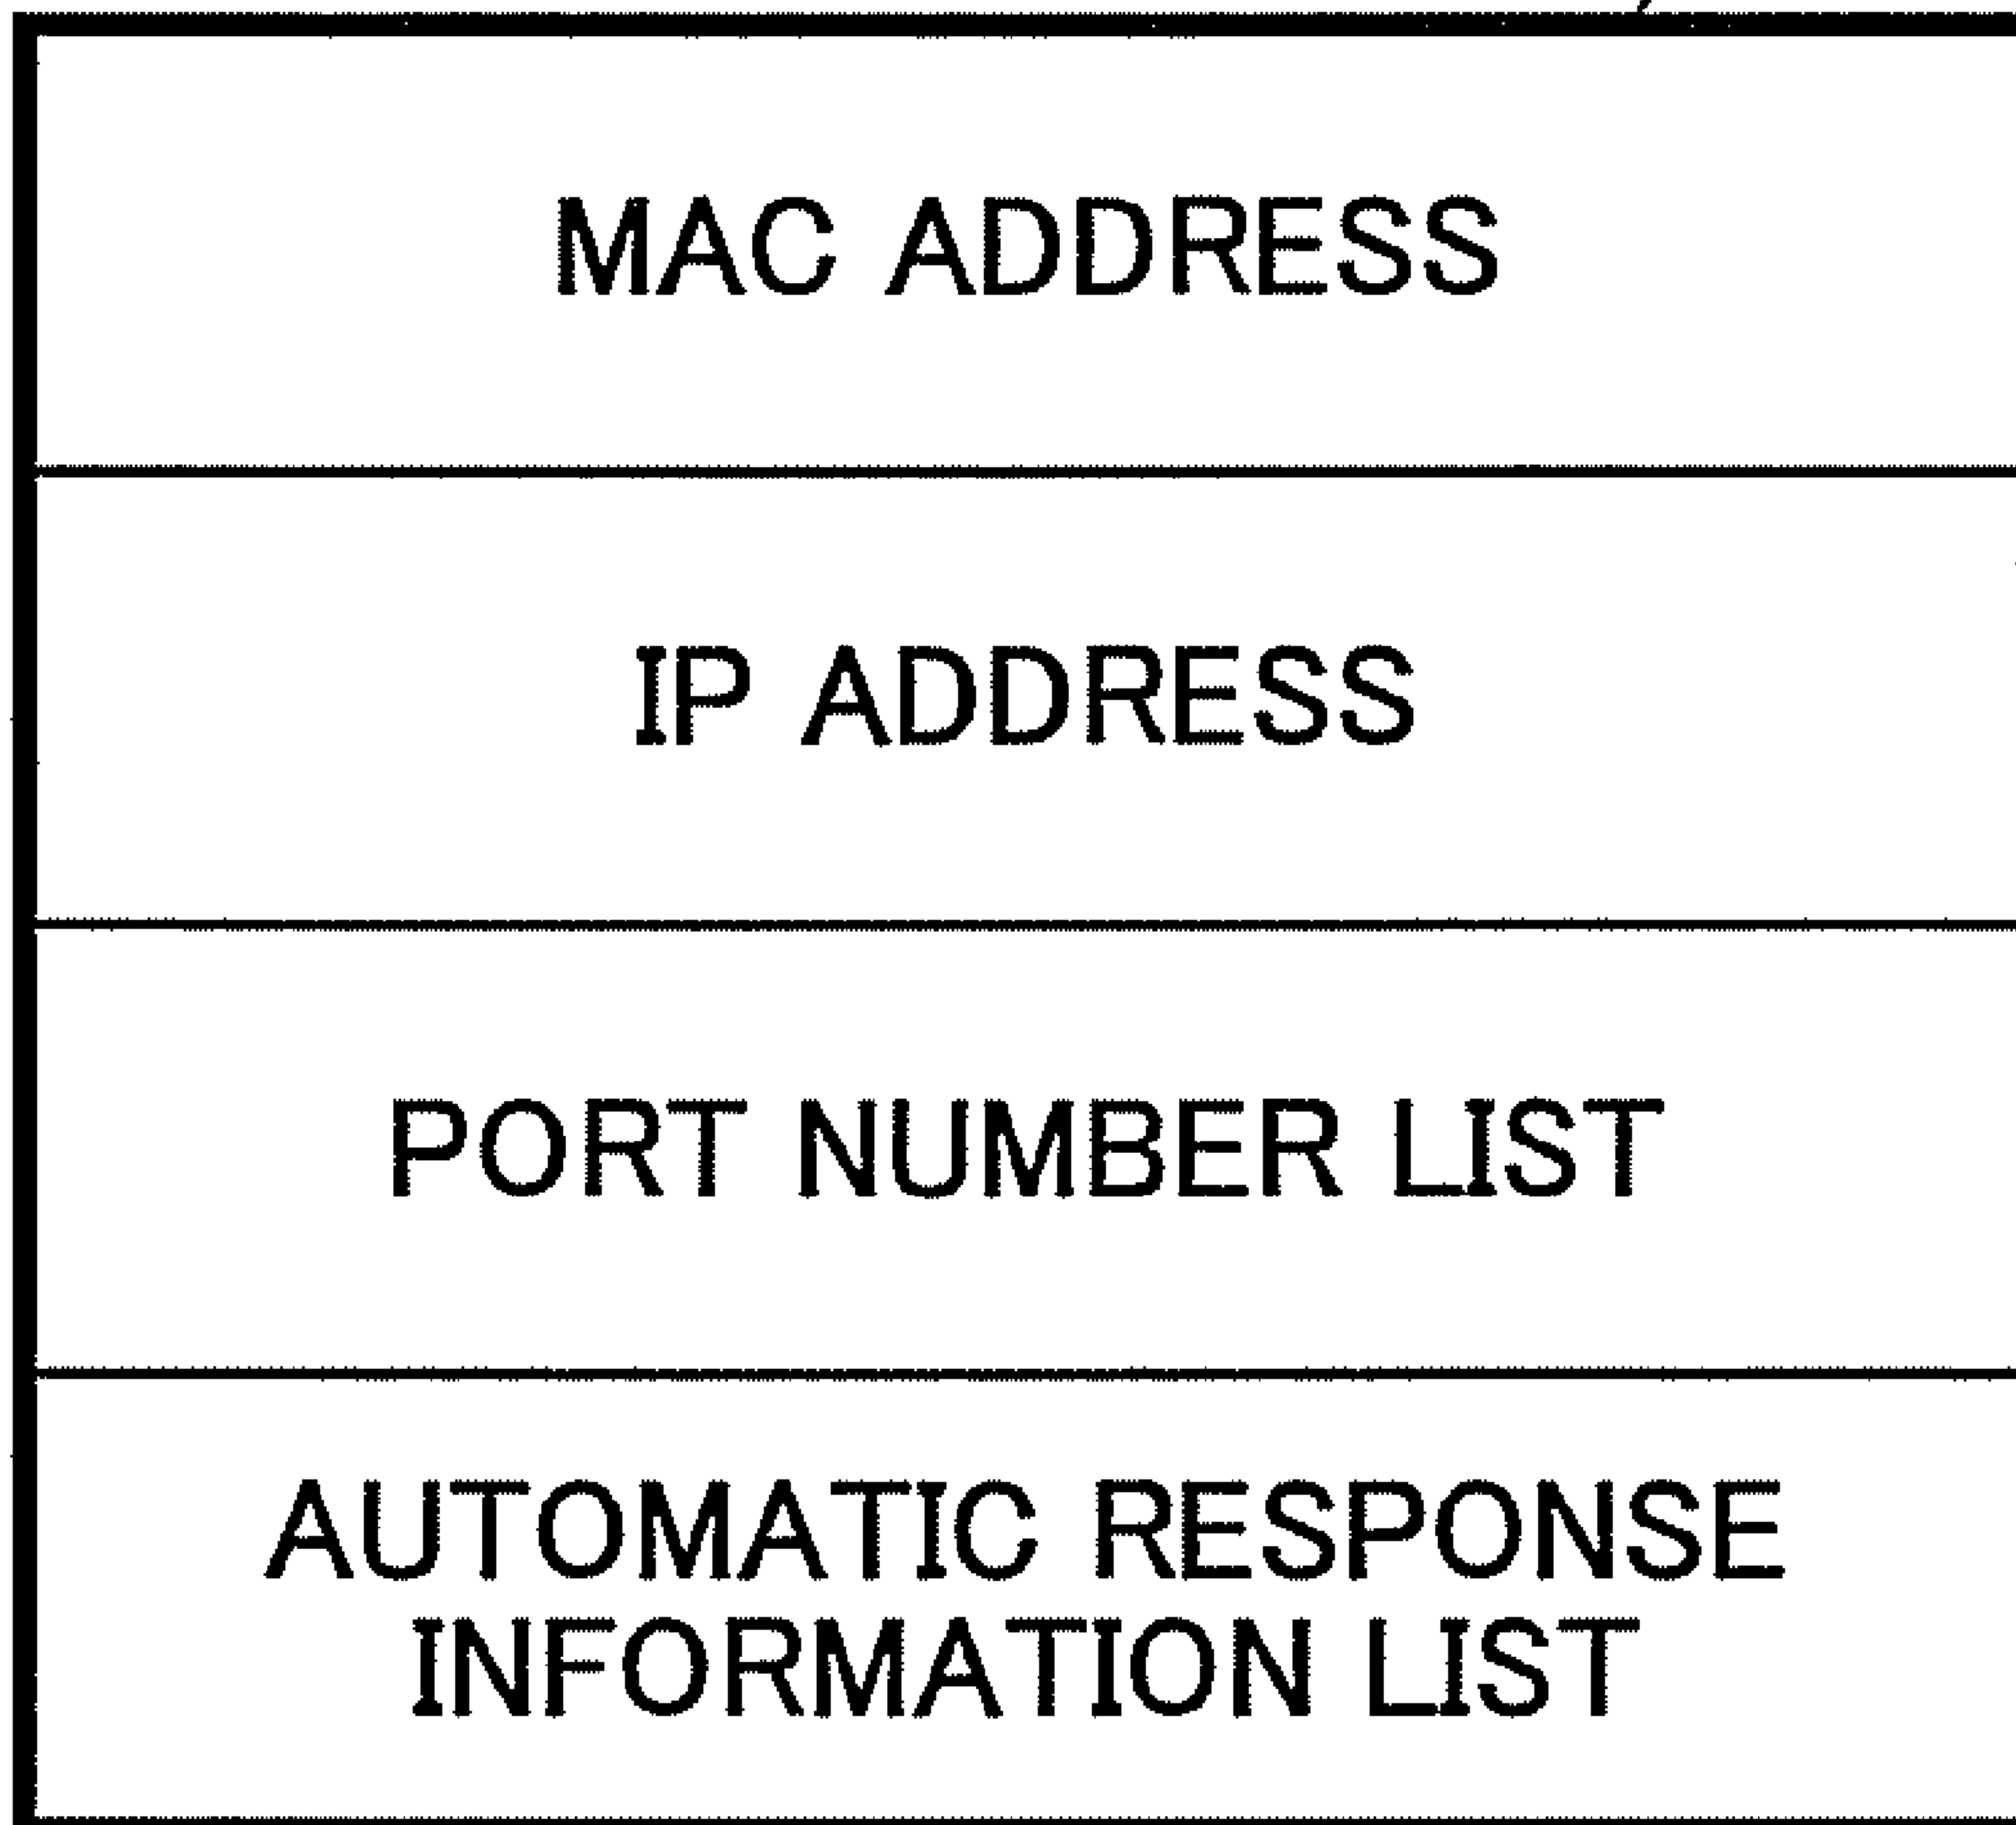 MAC ADDRESS
IP ADDRESS
PORT NUMBER LIST
AUTOMATIC RESPONSE
INFORMATION LIST